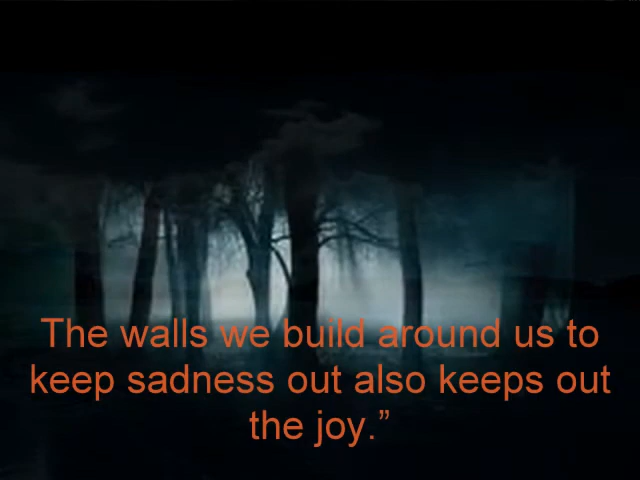 The walls we build around us to
keep sadness out also keeps out
the joy.”